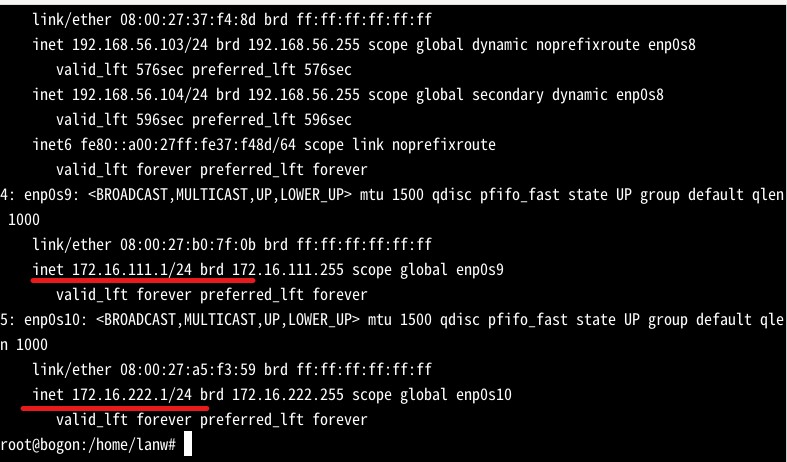 link/ether 08:00:27:37:f4:8d brd ff:ff:ff:ff:ff:ff
inet 192.168.56.103/24 brd 192.168.56.255 scope global dynamic noprefixroute enp0s8
valid_lft 576sec preferred_lft 576sec
inet 192.168.56.104/24 brd 192.168.56.255 scope global secondary dynamic enp0s8
valid_lft 596sec preferred_lft 596sec
inet6 fe80::a00:27ff:fe37:f48d/64 scope link noprefixroute
valid_lft forever preferred_lft forever
4: enp0s9: <BROADCAST,MULTICAST,UP,LOWER_UP> mtu 1500 qdisc pfifo_fast state UP group default qlen
1000
link/ether 08:00:27:b0:7f:0b brd ff:ff:ff:ff:ff:ff
inet 172.16.111.1/24 brd 172.16.111.255 scope global enp0s9
valid_lft forever preferred_lft forever
5: enp0s10: <BROADCAST,MULTICAST,UP,LOWER_UP> mtu 1500 qdisc pfifo_fast state UP group default qle
n 1000
link/ether 08:00:27:a5:f3:59 brd ff:ff:ff:ff:ff:ff
inet 172.16.222.1/24 brd 172.16.222.255 scope global enp0s10
valid_lft forever preferred_lft forever
root@bogon:/home/lanw#